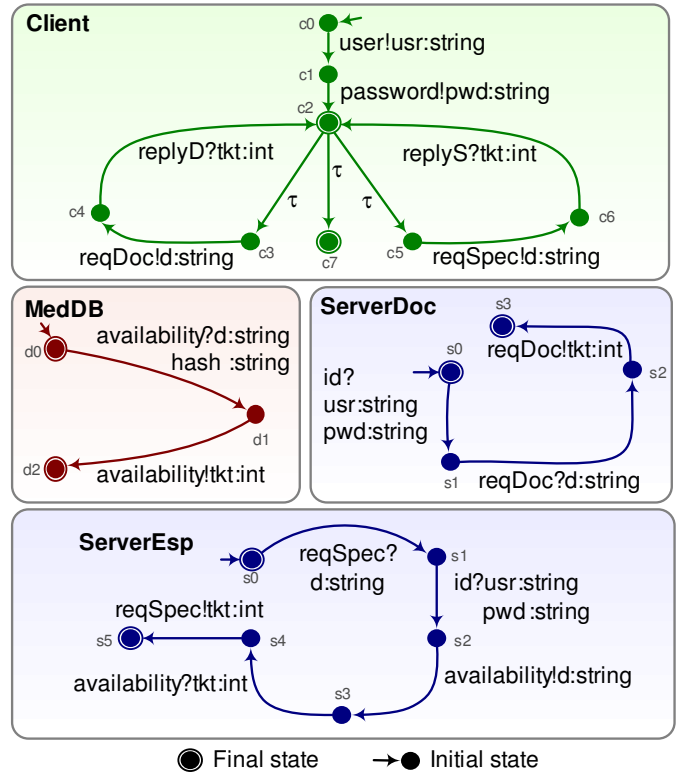 Client
c0
user!usr:string
c1
password!pwd:string
c2
replyD?tkt:int
replyS?tkt:int
τ
τ
τ
c4
c6
reqDoc!d:string
c3
c7
c5
reqSpec!d:string
MedDB
availability?d:string
hash :string
d0
d1
d2
availability!tkt:int
ServerDoc
s3
s0
reqDoc!tkt:int
id?
usr:string
pwd:string
s2
s1
reqDoc?d:string
ServerEsp
s0
reqSpec?
d:string
s1
id?usr:string
pwd :string
reqSpec!tkt:int
s5
s4
s2
availability?tkt:int
s3
availability!d:string
Final state
Initial state